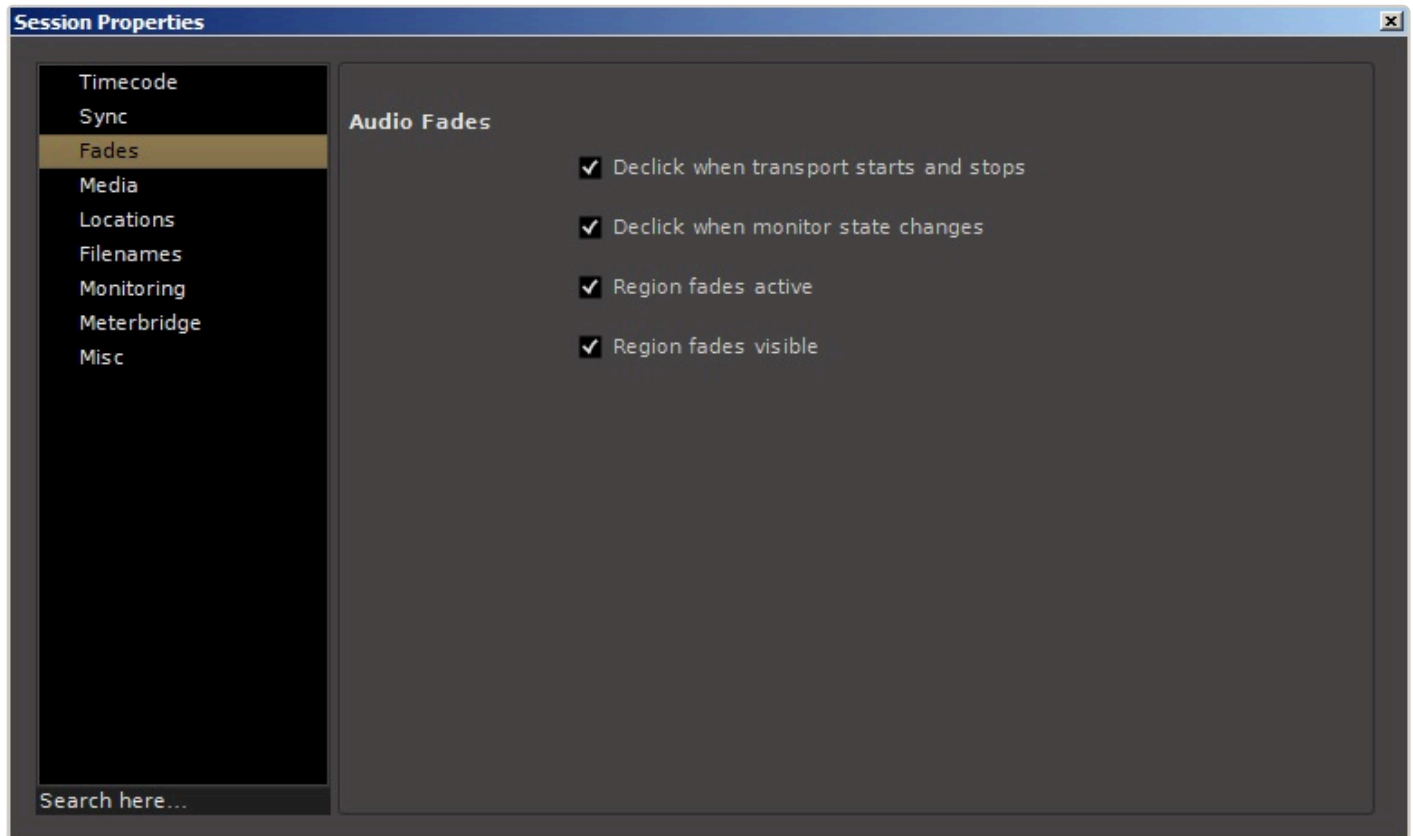 Session Properties
Timecode
Sync
Fades
Media
Locations
Filenames
Monitoring
Meterbridge
Misc
Search here...
Audio Fades
Declick when transport starts and stops
Declick when monitor state changes
Region fades active
Region fades visible